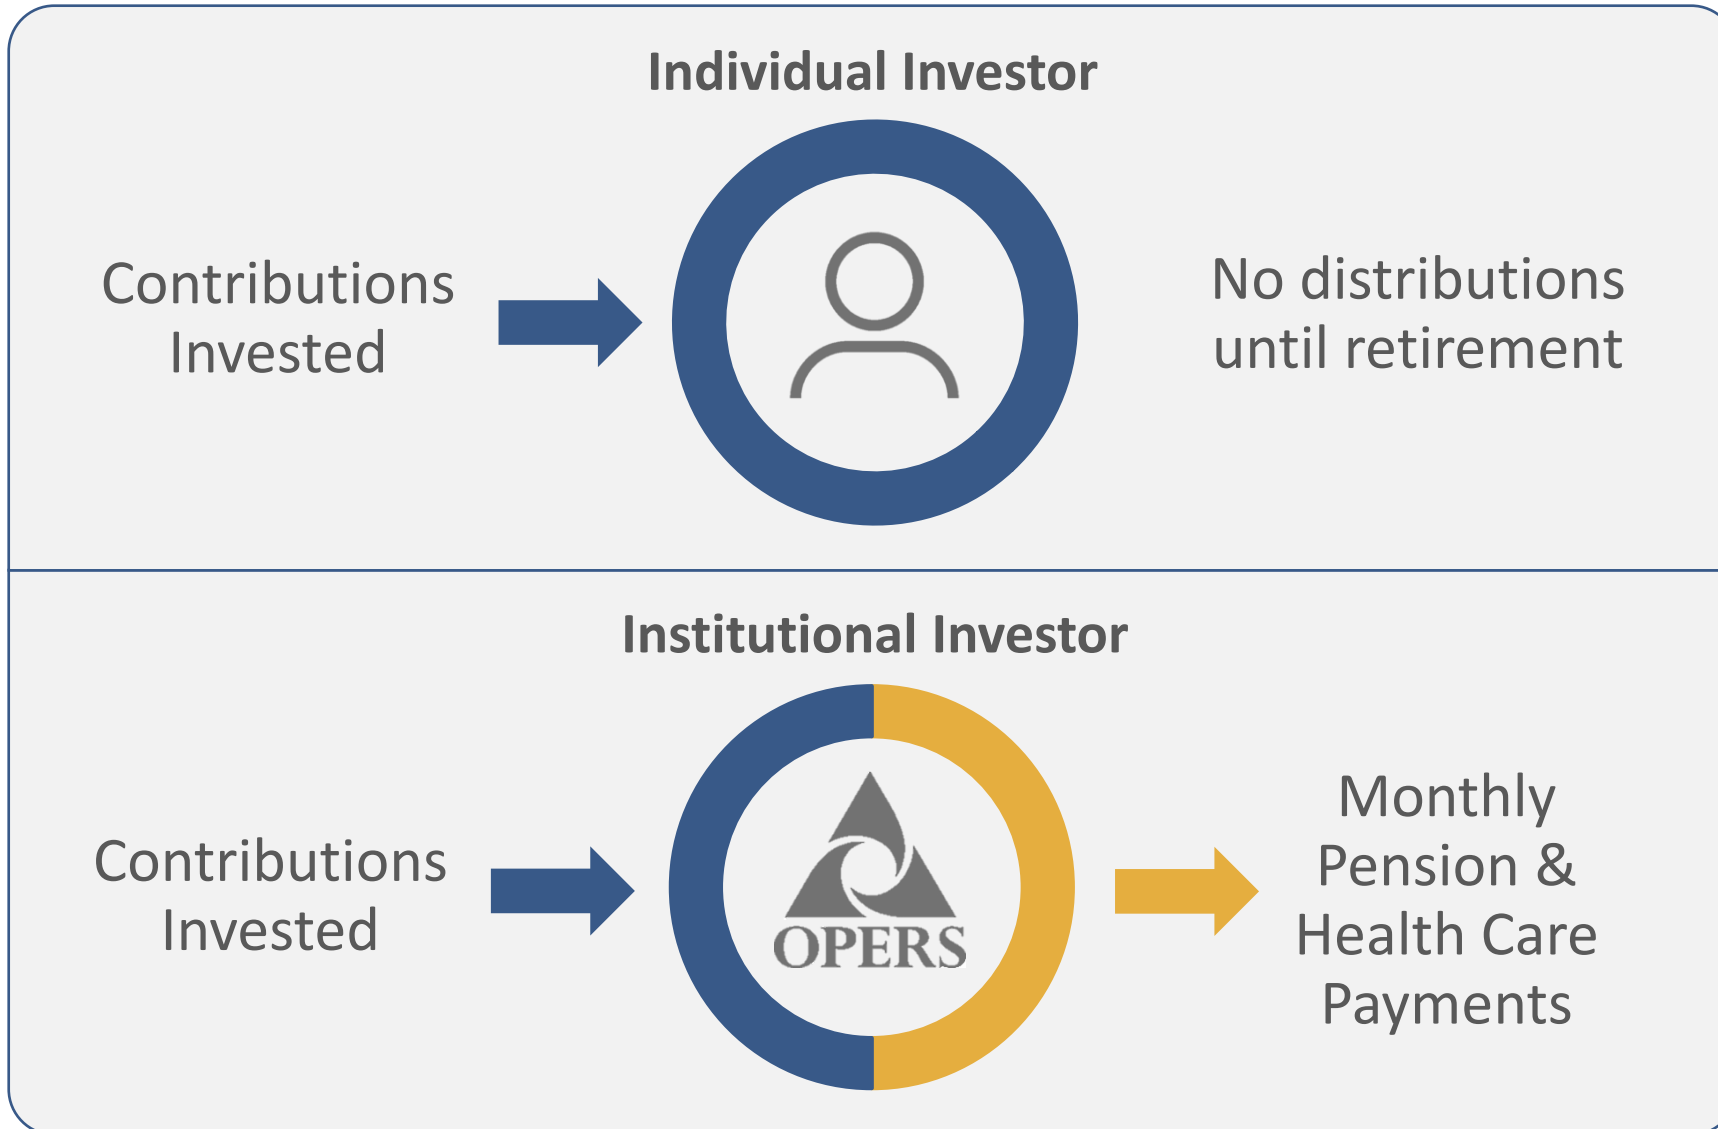 Individual Investor
Contributions
Invested
No distributions
until retirement
Institutional Investor
Contributions
Invested
OPERS
Monthly
Pension &
Health Care
Payments